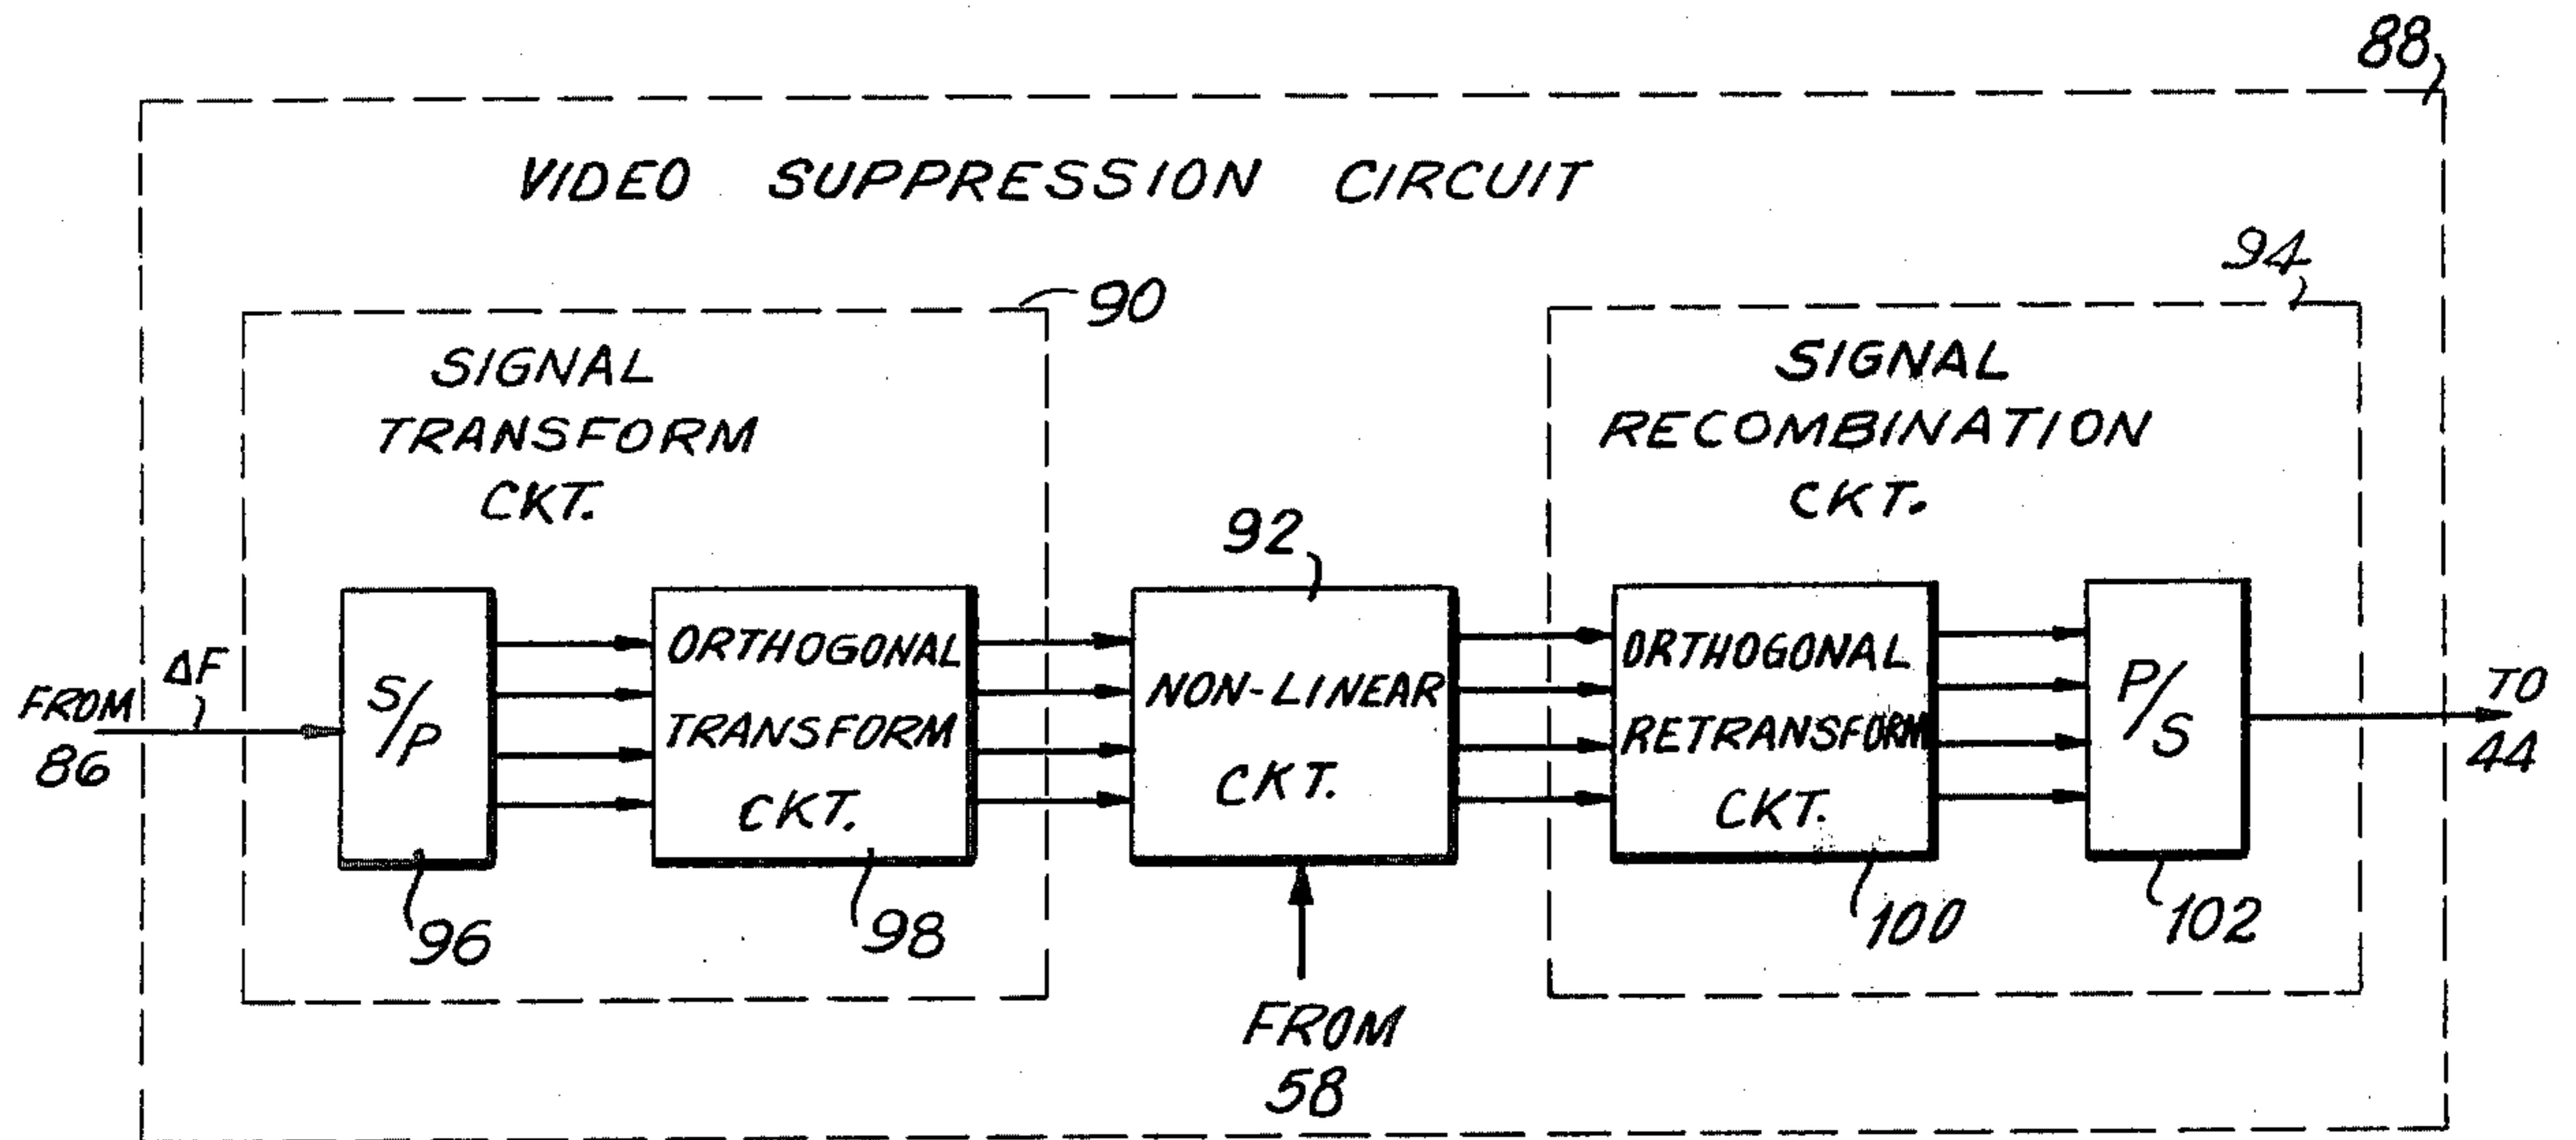 88
VIDEO SUPPRESSION CIRCUIT
94
90
SIGNAL
TRANSFORM
CKT.
SIGNAL
RECOMBINATION
CKT.
92
FROM
86
ΔF
S/P
ORTHOGONAL
TRANSFORM
CKT.
NON-LINEAR
CKT.
ORTHOGONAL
RETRANSFORM
CKT.
P/S
TO
44
96
98
100
102
FROM
58